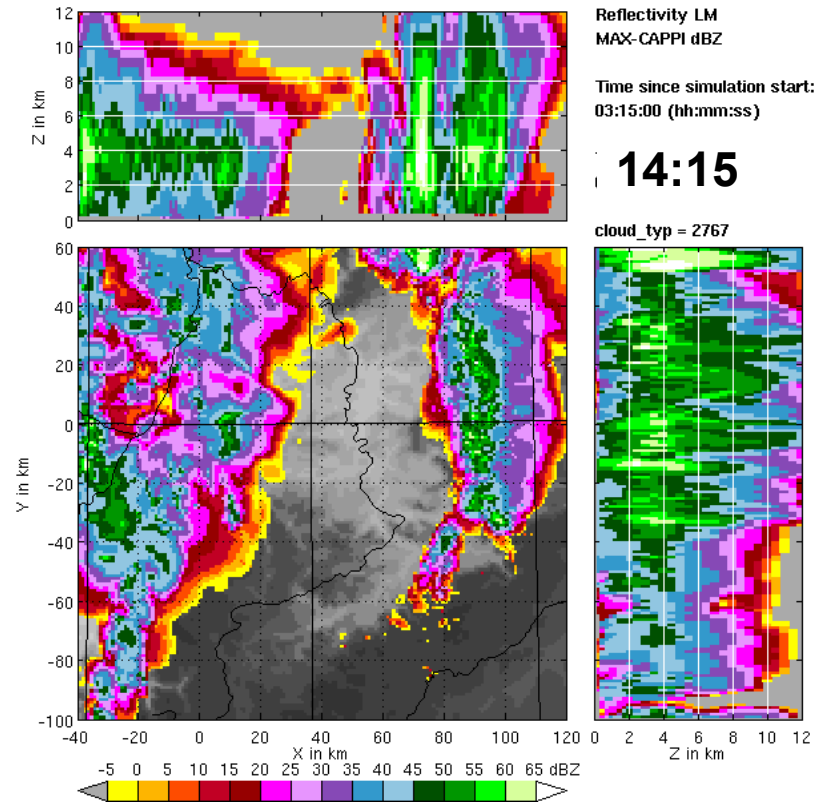 Reflectivity LM
MAX-CAPPI dBZ
Time since simulation start:
03:15:00 (hh:mm:ss)
14:15
cloud_typ = 2767
Z in km
12
10
8
6
4
2
0
Y in km
60
40
20
0
-20
-40
-60
-80
-100
-40 -20 0 20 40 60 80 100 120
X in km
0 2 4 6 8 10 12
Z in km
-5 0 5 10 15 20 25 30 35 40 45 50 55 60 65 dBZ